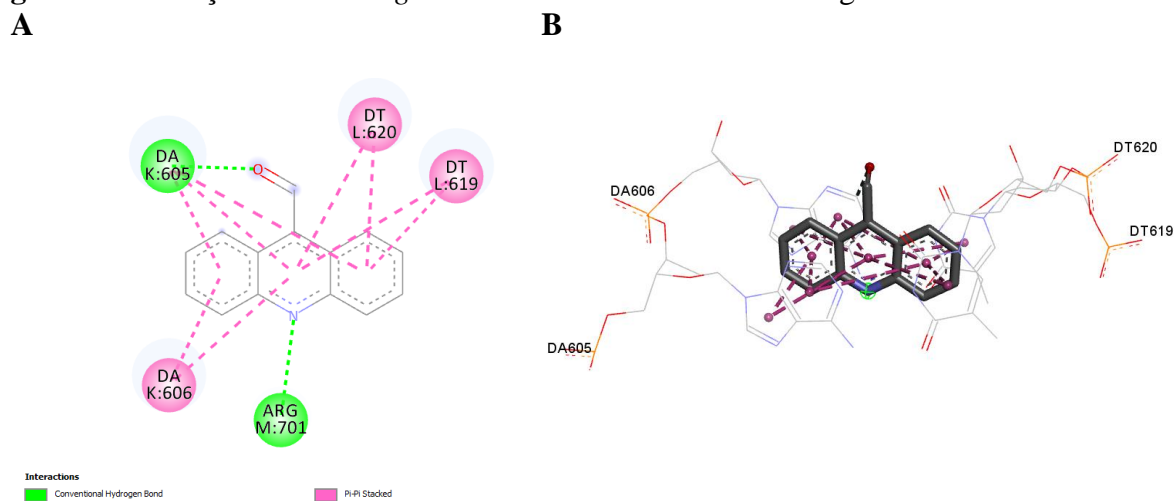 A
B
DT
L:620
DA
K:605
O
DT
L:619
N
DA
K:606
ARG
M:701
Interactions
Conventional Hydrogen Bond
Pi-Pi Stacked
DT620
DA606
DT619
DA605